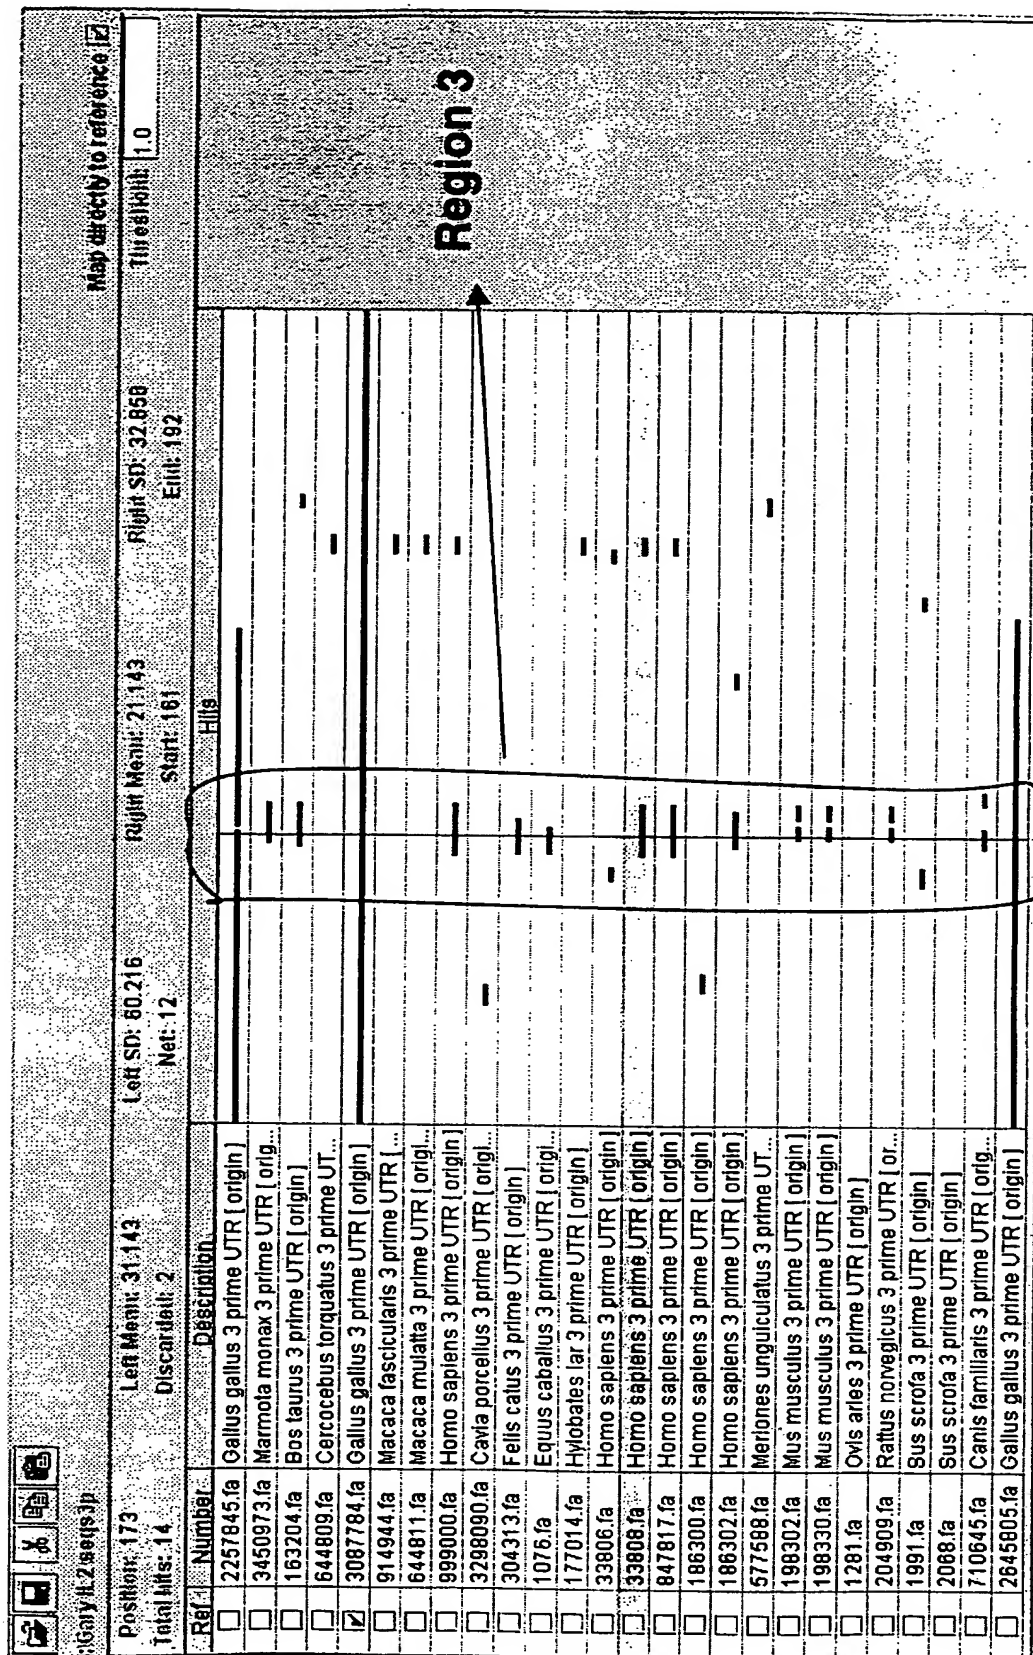 Map directly to reference
Position: 173 Left Mean: 31.143 Left SD: 60.216 Right Mean: 21.143 Right SD: 32.850 Threshold: 1.0
Total hits: 14 Discarded: 2 Net: 12 Start: 161 End: 192
Ref Number Description Hits
2257845.fa Gallus gallus 3 prime UTR [ origin ]
3450973.fa Marmota monax 3 prime UTR [ orig...
163204.fa Bos taurus 3 prime UTR [ origin ]
644809.fa Cercocebus torquatus 3 prime UT...
3087784.fa Gallus gallus 3 prime UTR [ origin ]
914944.fa Macaca fascicularis 3 prime UTR [...
644811.fa Macaca mulatta 3 prime UTR [ origi...
999000.fa Homo sapiens 3 prime UTR [ origin ]
3298090.fa Cavia porcellus 3 prime UTR [ origi...
304313.fa Felis catus 3 prime UTR [ origin ]
1076.fa Equus caballus 3 prime UTR [ origi...
1777014.fa Hylobates lar 3 prime UTR [ origin ]
33806.fa Homo sapiens 3 prime UTR [ origin ]
33808.fa Homo sapiens 3 prime UTR [ origin ]
847817.fa Homo sapiens 3 prime UTR [ origin ]
186300.fa Homo sapiens 3 prime UTR [ origin ]
186302.fa Homo sapiens 3 prime UTR [ origin ]
577588.fa Meriones unguiculatus 3 prime UT...
198302.fa Mus musculus 3 prime UTR [ origin ]
198330.fa Mus musculus 3 prime UTR [ origin ]
1281.fa Ovis aries 3 prime UTR [ origin ]
204909.fa Rattus norvegicus 3 prime UTR [ or...
1991.fa Sus scrofa 3 prime UTR [ origin ]
2068.fa Sus scrofa 3 prime UTR [ origin ]
710645.fa Canis familiaris 3 prime UTR [ orig...
2645805.fa Gallus gallus 3 prime UTR [ origin ]
Region 3